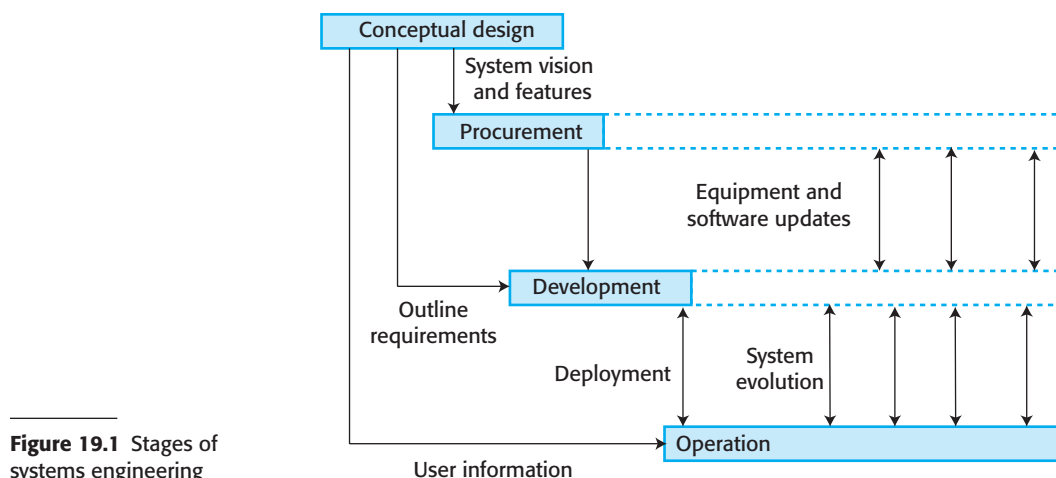 Conceptual design
System vision
and features
Procurement
Equipment and
software updates
Development
Outline
requirements
Deployment
System
evolution
Operation
User information
Figure 19.1 Stages of
systems engineering